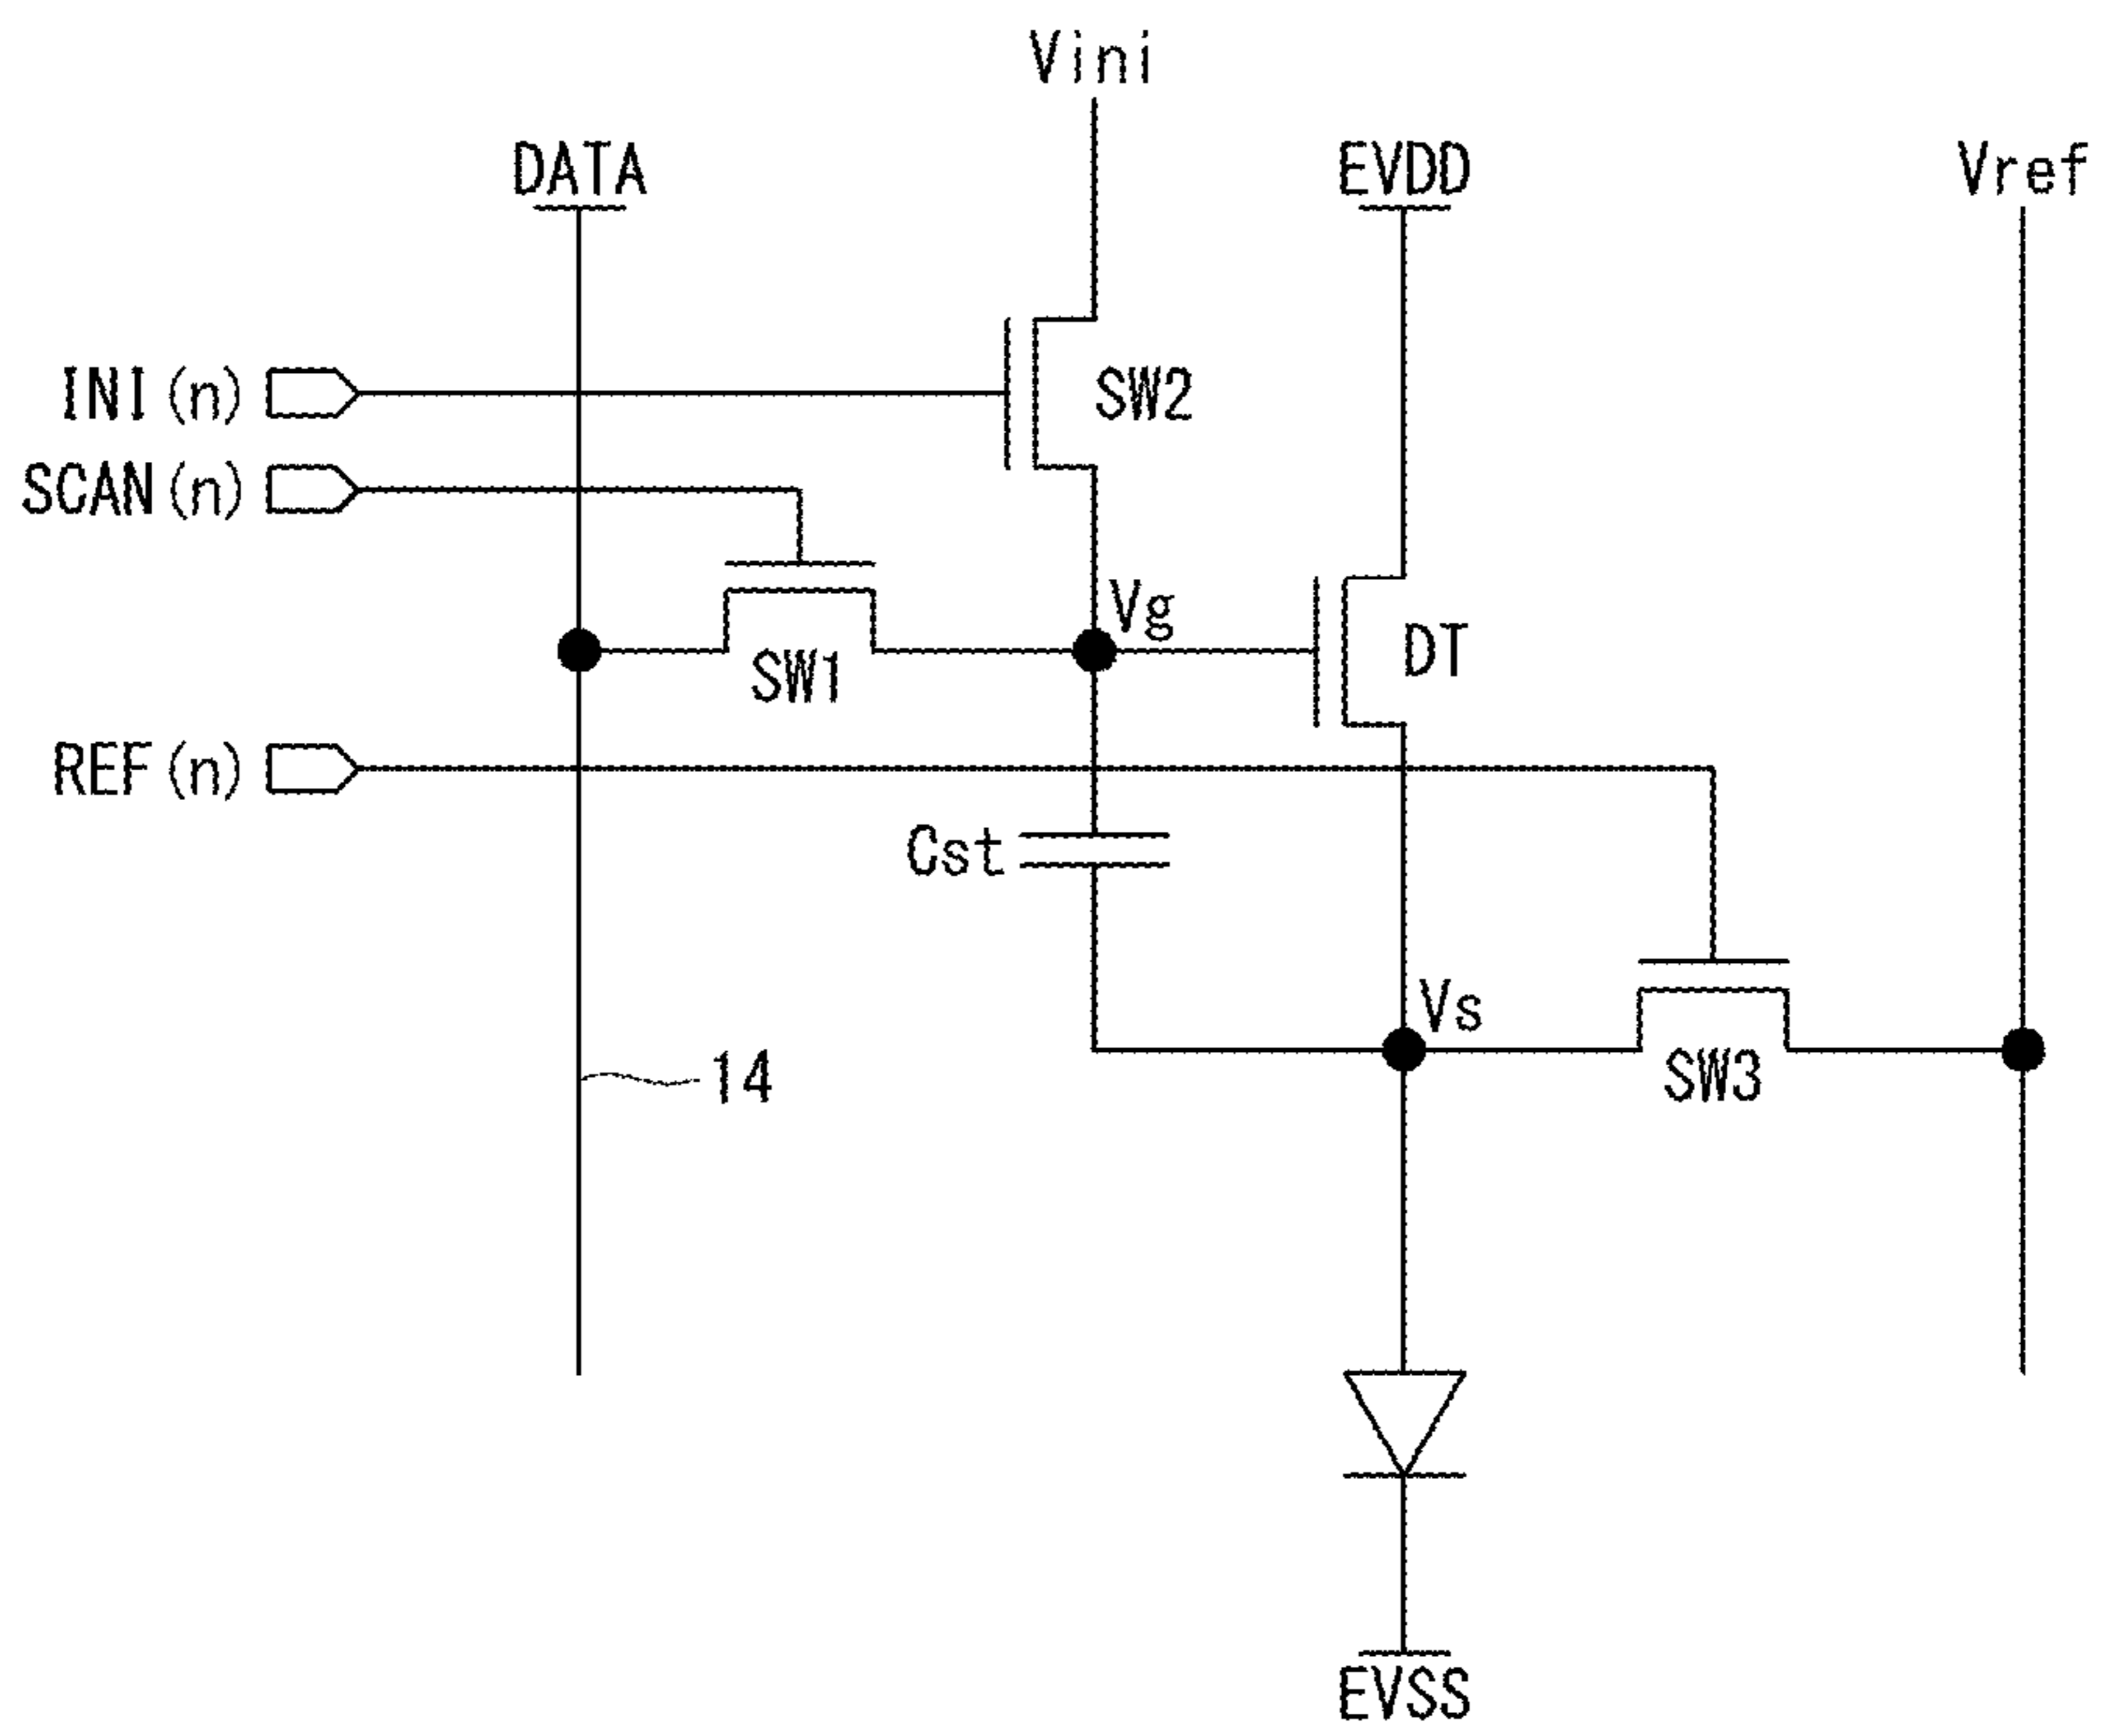 Vini
DATA
EVDD
Vref
INI(n)
SW2
SCAN(n)
Vg
DT
SW1
REF(n)
Cst
Vs
14
SW3
EVSS